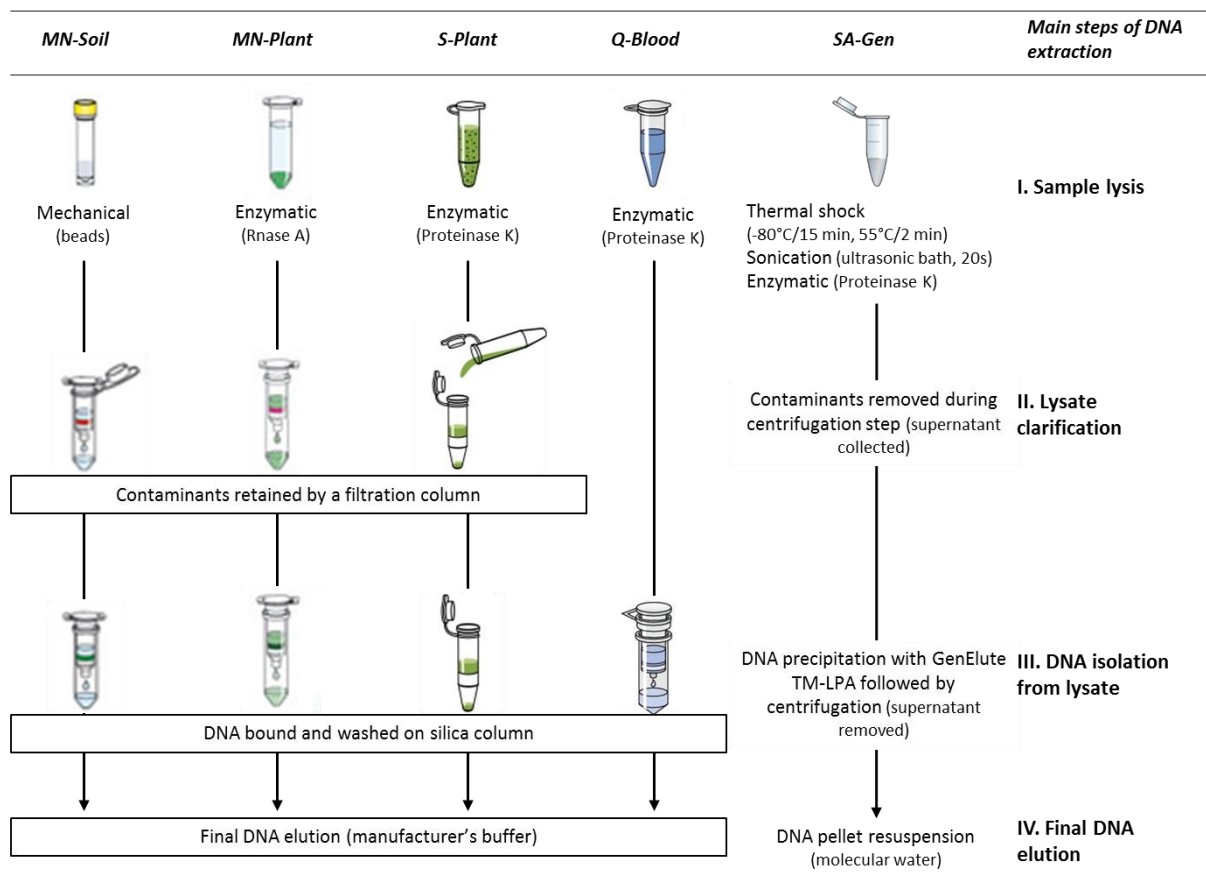 MN-Soil
MN-Plant
S-Plant
Q-Blood
SA-Gen
Main steps of DNA
extraction
Mechanical
(beads)
Enzymatic
(Rnase A)
Enzymatic
(Proteinase K)
Enzymatic
(Proteinase K)
Thermal shock
(-80°C/15 min, 55°C/2 min)
Sonication (ultrasonic bath, 20s)
Enzymatic (Proteinase K)
I. Sample lysis
Contaminants removed during
centrifugation step (supernatant
collected)
II. Lysate
clarification
Contaminants retained by a filtration column
DNA precipitation with GenElute
TM-LPA followed by
centrifugation (supernatant
removed)
III. DNA isolation
from lysate
DNA bound and washed on silica column
Final DNA elution (manufacturer’s buffer)
DNA pellet resuspension
(molecular water)
IV. Final DNA
elution